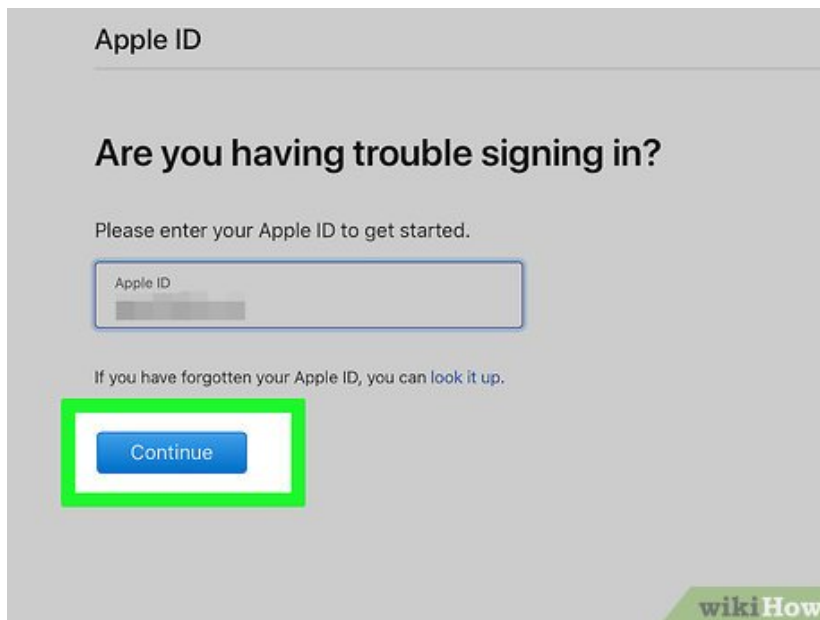 Apple ID
Are you having trouble signing in?
Please enter your Apple ID to get started.
Apple ID
If you have forgotten your Apple ID, you can look it up.
Continue
wikiHow